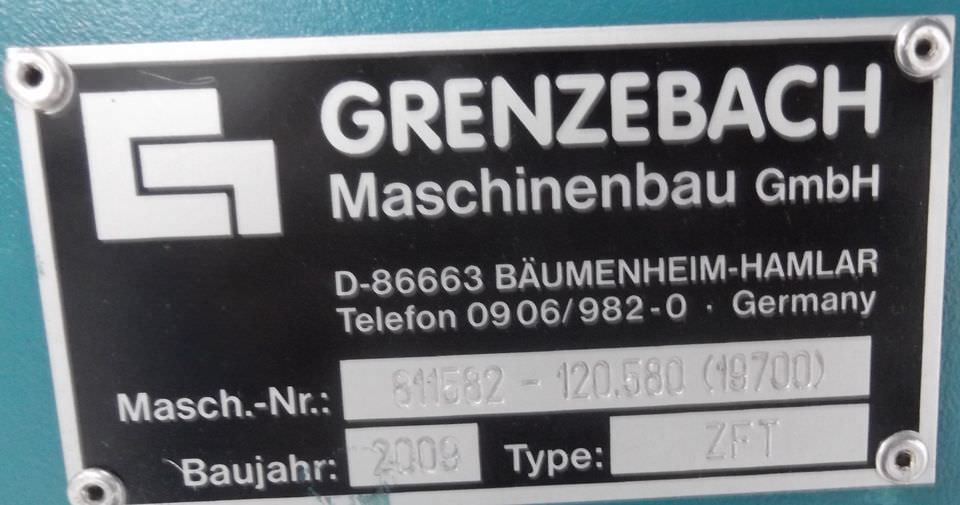 GRENZEBACH
Maschinenbau GmbH
D-86663 BÄUMENHEIM-HAMLAR
Telefon 0906/982-0 · Germany
Masch.-Nr.: 811582 - 120.580 (19700)
Baujahr: 2009 Type: ZFT